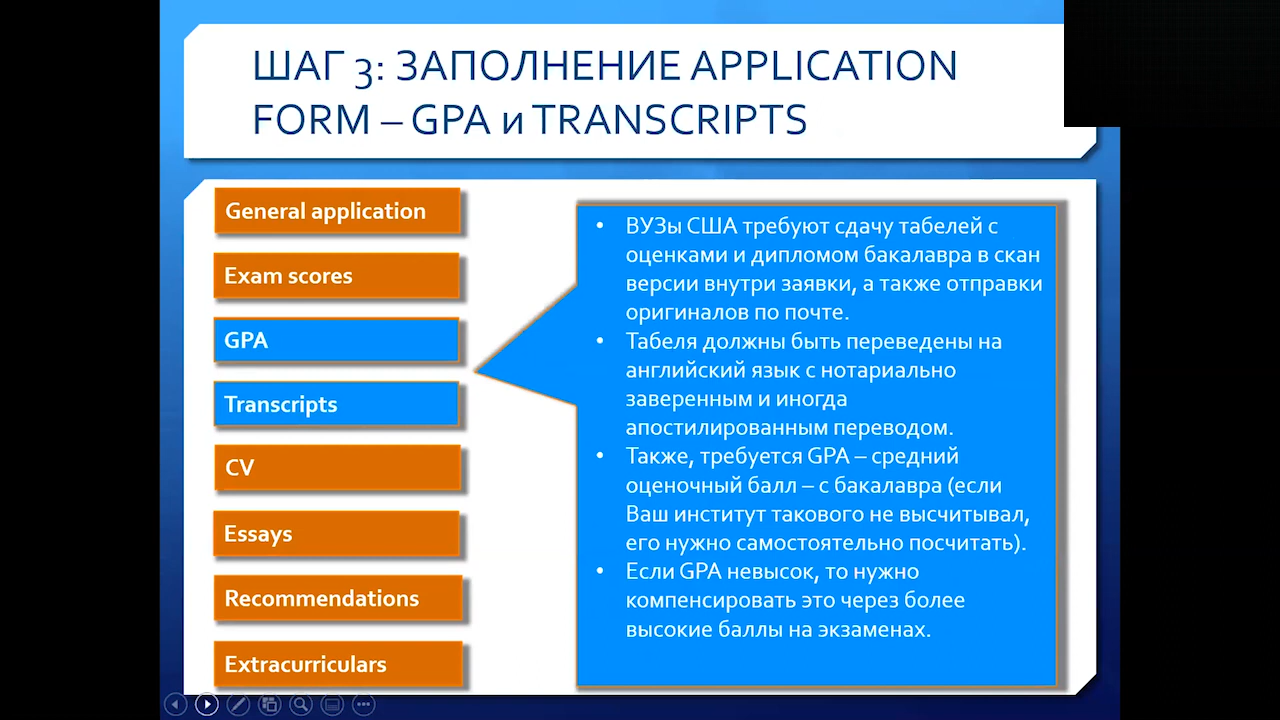 ШАГ 3: ЗАПОЛНЕНИЕ APPLICATION
FORM – GPA и TRANSCRIPTS
General application
Exam scores
GPA
Transcripts
CV
Essays
Recommendations
Extracurriculars
• ВУЗы США требуют сдачу табелей с
оценками и дипломом бакалавра в скан
версии внутри заявки, а также отправки
оригиналов по почте.
• Табеля должны быть переведены на
английский язык с нотариально
заверенным и иногда
апостилированным переводом.
• Также, требуется GPA – средний
оценочный балл – с бакалавра (если
Ваш институт такового не высчитывал,
его нужно самостоятельно посчитать).
• Если GPA невысок, то нужно
компенсировать это через более
высокие баллы на экзаменах.